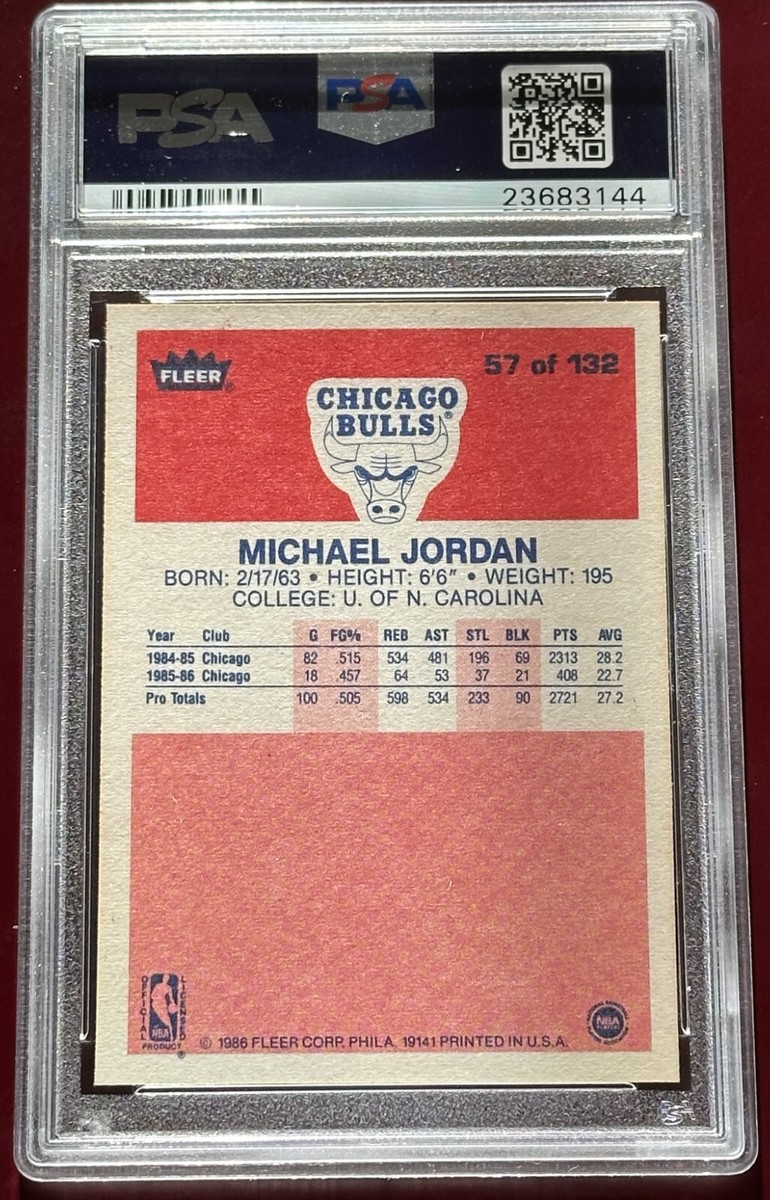 PSA
PSA
23683144
FLEER®
57 of 132
CHICAGO
BULLS®
MICHAEL JORDAN
BORN: 2/17/63 • HEIGHT: 6'6" • WEIGHT: 195
COLLEGE: U. OF N. CAROLINA
Year Club G FG% REB AST STL BLK PTS AVG
1984-85 Chicago 82 .515 534 481 196 69 2313 28.2
1985-86 Chicago 18 .457 64 53 37 21 408 22.7
Pro Totals 100 .505 598 534 233 90 2721 27.2
OFFICIAL
LICENSED
NBA
PRODUCT ®
NBA
© 1986 FLEER CORP. PHILA. 19141 PRINTED IN U.S.A.